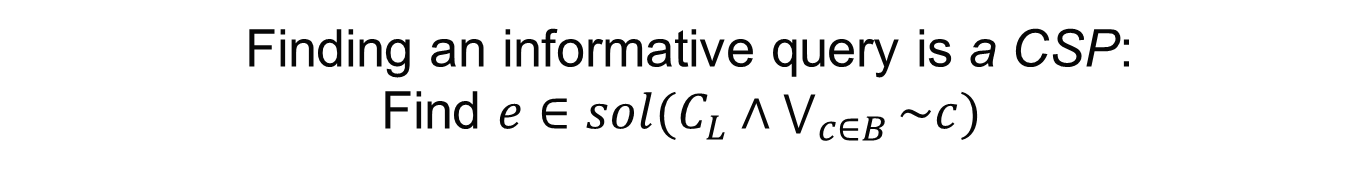 Finding an informative query is a CSP:
Find 𝑒 ∈ 𝑠𝑜𝑙(𝐶_𝐿 ∧ ⋁_{𝑐∈𝐵} ~𝑐)